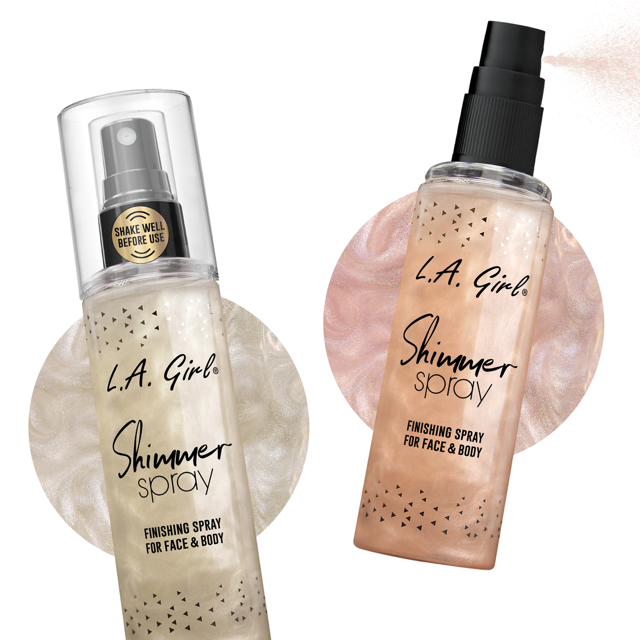 SHAKE WELL
BEFORE USE
L.A. Girl®
Shimmer
spray
FINISHING SPRAY
FOR FACE & BODY
L.A. Girl®
Shimmer
spray
FINISHING SPRAY
FOR FACE & BODY